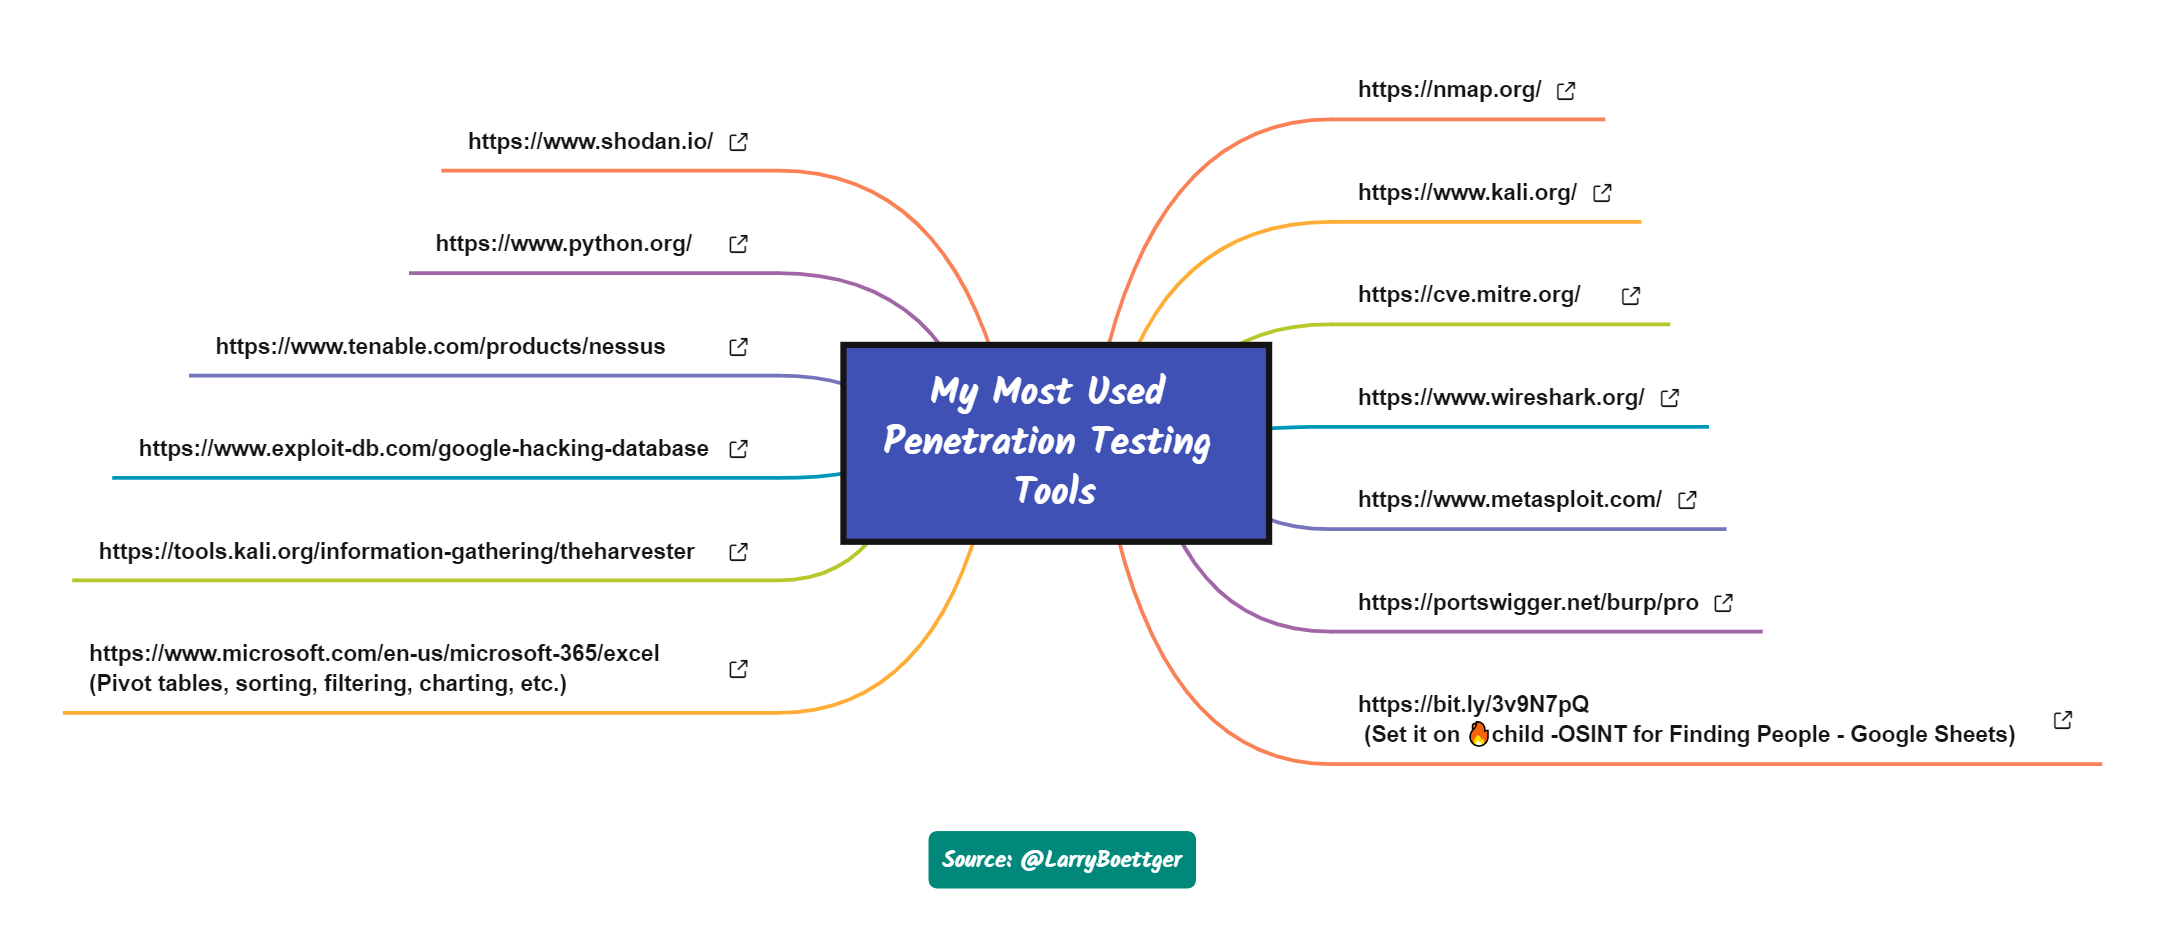 My Most Used
Penetration Testing
Tools
https://nmap.org/
https://www.kali.org/
https://cve.mitre.org/
https://www.wireshark.org/
https://www.metasploit.com/
https://portswigger.net/burp/pro
https://bit.ly/3v9N7pQ
(Set it on 🔥child -OSINT for Finding People - Google Sheets)
https://www.shodan.io/
https://www.python.org/
https://www.tenable.com/products/nessus
https://www.exploit-db.com/google-hacking-database
https://tools.kali.org/information-gathering/theharvester
https://www.microsoft.com/en-us/microsoft-365/excel
(Pivot tables, sorting, filtering, charting, etc.)
Source: @LarryBoettger